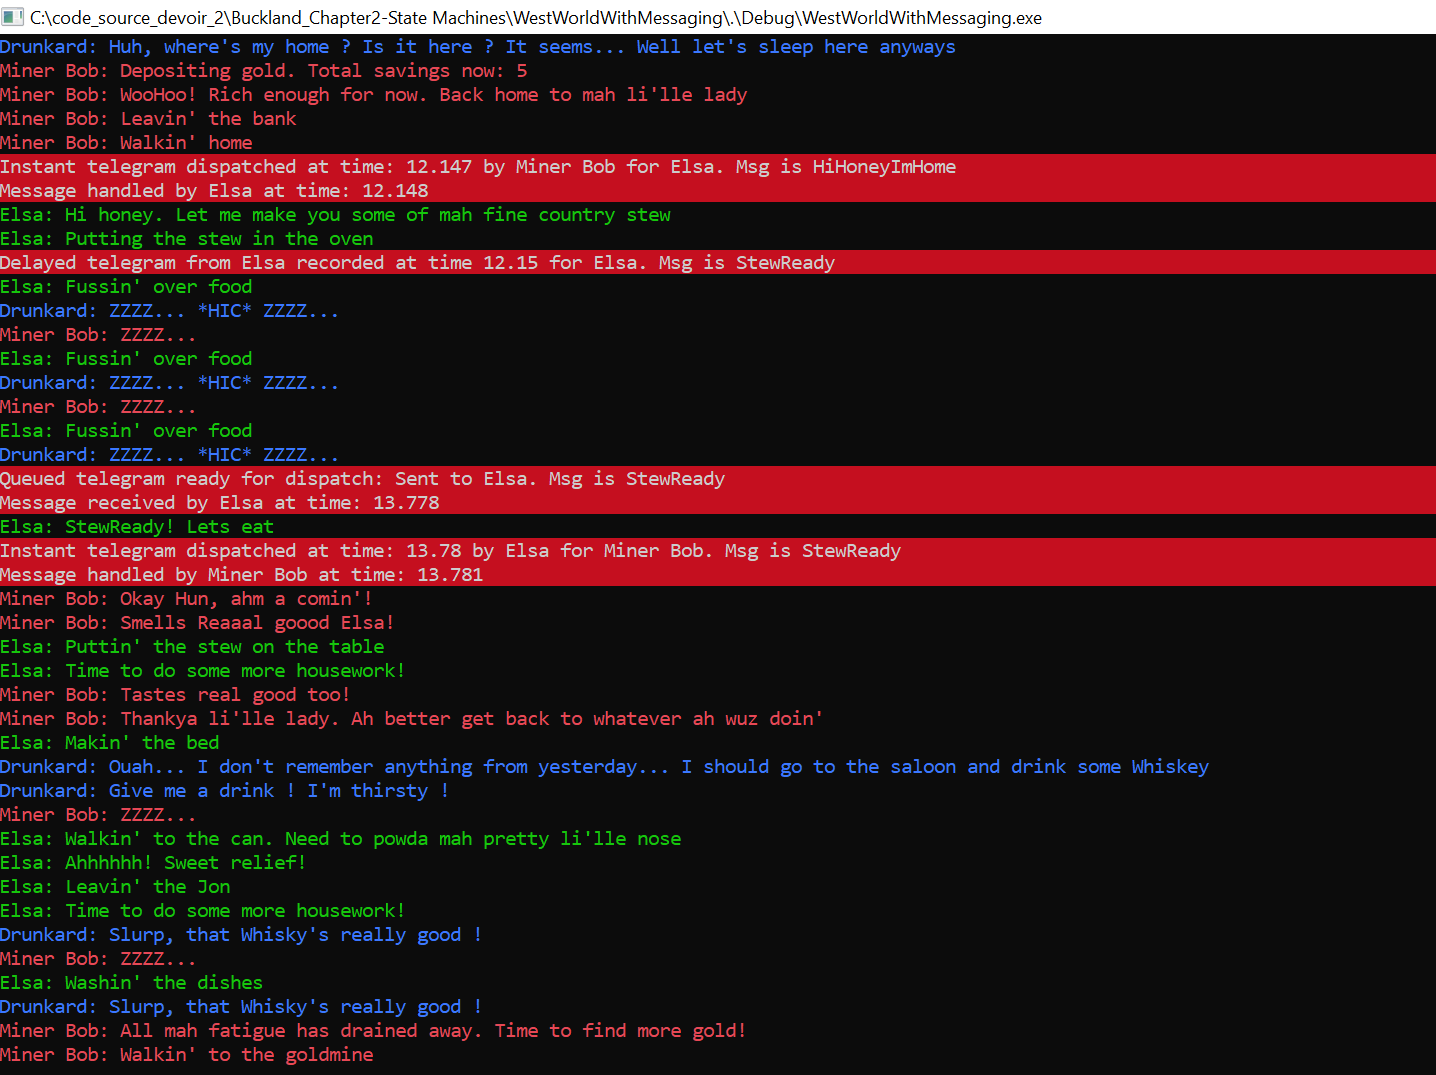 C:\code_source_devoir_2\Buckland_Chapter2-State Machines\WestWorldWithMessaging\.\Debug\WestWorldWithMessaging.exe
Drunkard: Huh, where's my home ? Is it here ? It seems... Well let's sleep here anyways
Miner Bob: Depositing gold. Total savings now: 5
Miner Bob: WooHoo! Rich enough for now. Back home to mah li'lle lady
Miner Bob: Leavin' the bank
Miner Bob: Walkin' home
Instant telegram dispatched at time: 12.147 by Miner Bob for Elsa. Msg is HiHoneyImHome
Message handled by Elsa at time: 12.148
Elsa: Hi honey. Let me make you some of mah fine country stew
Elsa: Putting the stew in the oven
Delayed telegram from Elsa recorded at time 12.15 for Elsa. Msg is StewReady
Elsa: Fussin' over food
Drunkard: ZZZZ... *HIC* ZZZZ...
Miner Bob: ZZZZ...
Elsa: Fussin' over food
Drunkard: ZZZZ... *HIC* ZZZZ...
Miner Bob: ZZZZ...
Elsa: Fussin' over food
Drunkard: ZZZZ... *HIC* ZZZZ...
Queued telegram ready for dispatch: Sent to Elsa. Msg is StewReady
Message received by Elsa at time: 13.778
Elsa: StewReady! Lets eat
Instant telegram dispatched at time: 13.78 by Elsa for Miner Bob. Msg is StewReady
Message handled by Miner Bob at time: 13.781
Miner Bob: Okay Hun, ahm a comin'!
Miner Bob: Smells Reaaal goood Elsa!
Elsa: Puttin' the stew on the table
Elsa: Time to do some more housework!
Miner Bob: Tastes real good too!
Miner Bob: Thankya li'lle lady. Ah better get back to whatever ah wuz doin'
Elsa: Makin' the bed
Drunkard: Ouah... I don't remember anything from yesterday... I should go to the saloon and drink some Whiskey
Drunkard: Give me a drink ! I'm thirsty !
Miner Bob: ZZZZ...
Elsa: Walkin' to the can. Need to powda mah pretty li'lle nose
Elsa: Ahhhhhh! Sweet relief!
Elsa: Leavin' the Jon
Elsa: Time to do some more housework!
Drunkard: Slurp, that Whisky's really good !
Miner Bob: ZZZZ...
Elsa: Washin' the dishes
Drunkard: Slurp, that Whisky's really good !
Miner Bob: All mah fatigue has drained away. Time to find more gold!
Miner Bob: Walkin' to the goldmine